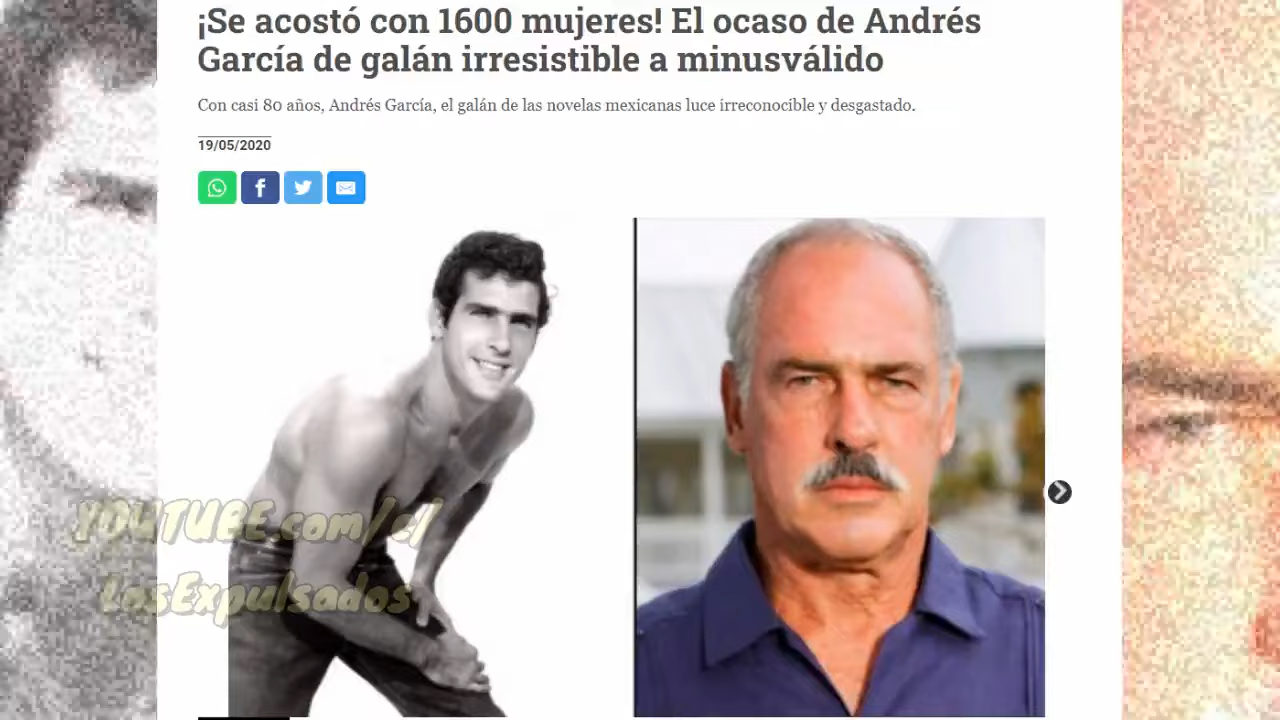 ¡Se acostó con 1600 mujeres! El ocaso de Andrés
García de galán irresistible a minusválido
Con casi 80 años, Andrés García, el galán de las novelas mexicanas luce irreconocible y desgastado.
19/05/2020
YOUTUBE.com/c/
LosExpulsados